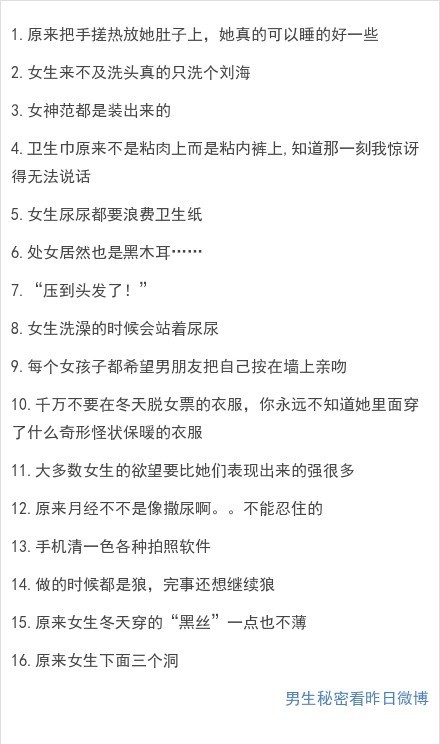 1.原来把手搓热放她肚子上，她真的可以睡的好一些
2.女生来不及洗头真的只洗个刘海
3.女神范都是装出来的
4.卫生巾原来不是粘肉上而是粘内裤上,知道那一刻我惊讶
得无法说话
5.女生尿尿都要浪费卫生纸
6.处女居然也是黑木耳……
7.“压到头发了！”
8.女生洗澡的时候会站着尿尿
9.每个女孩子都希望男朋友把自己按在墙上亲吻
10.千万不要在冬天脱女票的衣服，你永远不知道她里面穿
了什么奇形怪状保暖的衣服
11.大多数女生的欲望要比她们表现出来的强很多
12.原来月经不不是像撒尿啊。。不能忍住的
13.手机清一色各种拍照软件
14.做的时候都是狼，完事还想继续狼
15.原来女生冬天穿的“黑丝”一点也不薄
16.原来女生下面三个洞
男生秘密看昨日微博